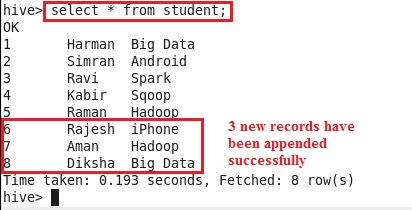 hive> select * from student;
OK
1 Harman Big Data
2 Simran Android
3 Ravi Spark
4 Kabir Sqoop
5 Raman Hadoop
6 Rajesh iPhone
7 Aman Hadoop
8 Diksha Big Data
3 new records have
been appended
successfully
Time taken: 0.193 seconds, Fetched: 8 row(s)
hive>